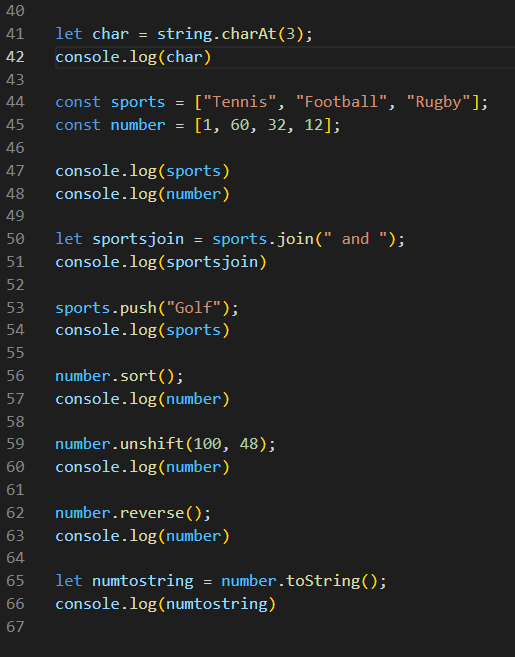 40
41 let char = string.charAt(3);
42 console.log(char)
43
44 const sports = ["Tennis", "Football", "Rugby"];
45 const number = [1, 60, 32, 12];
46
47 console.log(sports)
48 console.log(number)
49
50 let sportsjoin = sports.join(" and ");
51 console.log(sportsjoin)
52
53 sports.push("Golf");
54 console.log(sports)
55
56 number.sort();
57 console.log(number)
58
59 number.unshift(100, 48);
60 console.log(number)
61
62 number.reverse();
63 console.log(number)
64
65 let numtostring = number.toString();
66 console.log(numtostring)
67